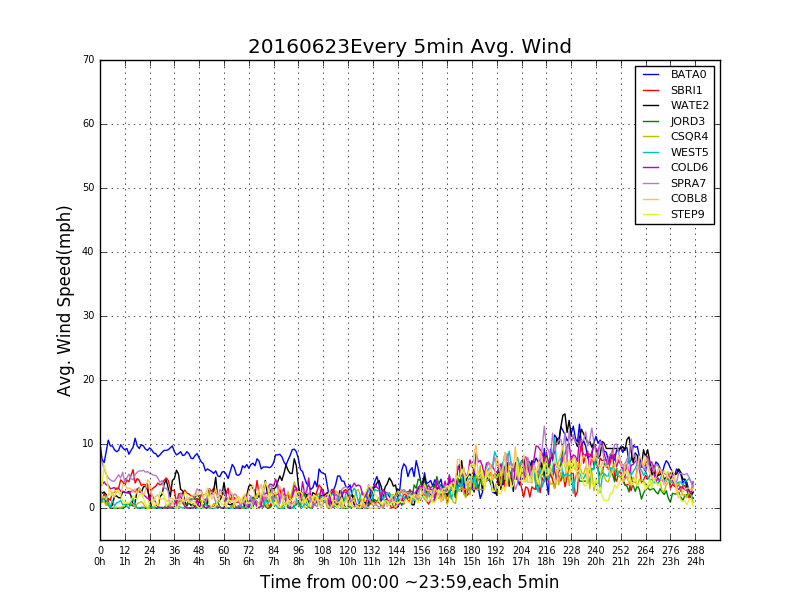 20160623Every 5min Avg. Wind
70
60
50
40
30
20
10
0
Avg. Wind Speed(mph)
BATA0
SBRI1
WATE2
JORD3
CSQR4
WEST5
COLD6
SPRA7
COBL8
STEP9
0 12 24 36 48 60 72 84 96 108 120 132 144 156 168 180 192 204 216 228 240 252 264 276 288
0h 1h 2h 3h 4h 5h 6h 7h 8h 9h 10h 11h 12h 13h 14h 15h 16h 17h 18h 19h 20h 21h 22h 23h 24h
Time from 00:00 ~23:59,each 5min